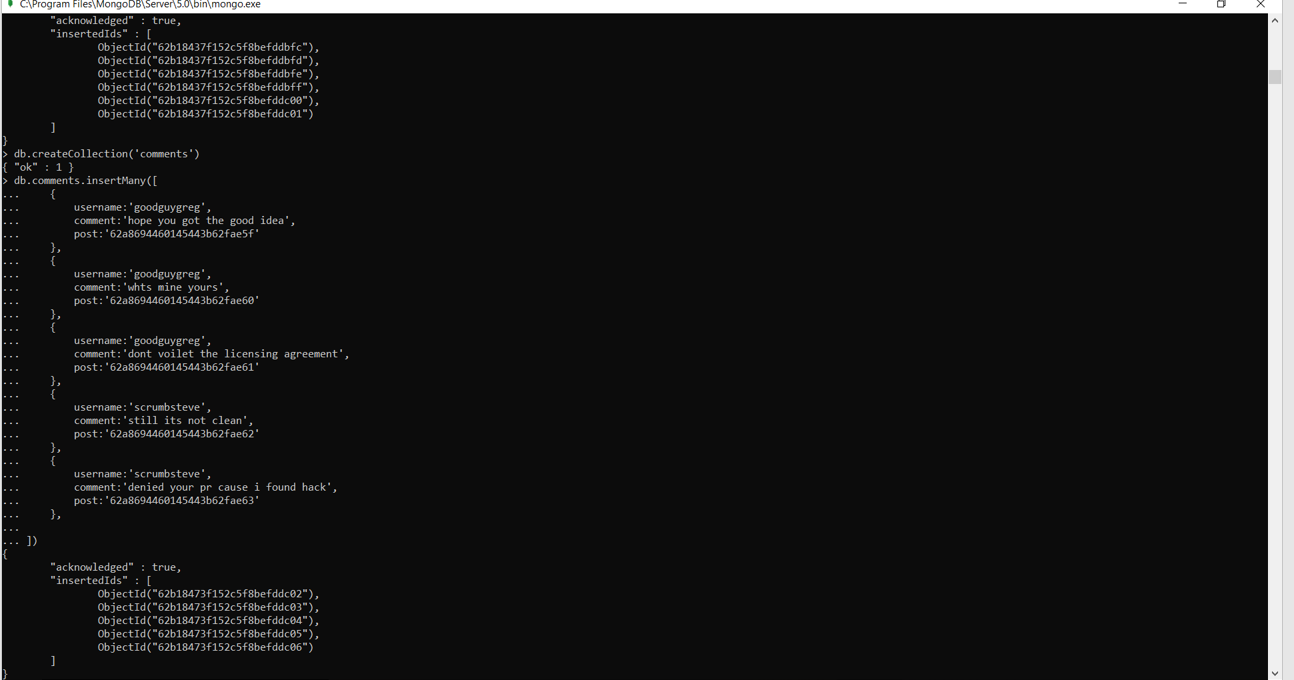 C:\Program Files\MongoDB\Server\5.0\bin\mongo.exe
"acknowledged" : true,
"insertedIds" : [
ObjectId("62b18437f152c5f8befddbfc"),
ObjectId("62b18437f152c5f8befddbfd"),
ObjectId("62b18437f152c5f8befddbfe"),
ObjectId("62b18437f152c5f8befddbff"),
ObjectId("62b18437f152c5f8befddc00"),
ObjectId("62b18437f152c5f8befddc01")
]
}
> db.createCollection('comments')
{ "ok" : 1 }
> db.comments.insertMany([
... {
... username:'goodguygreg',
... comment:'hope you got the good idea',
... post:'62a8694460145443b62fae5f'
... },
... {
... username:'goodguygreg',
... comment:'whts mine yours',
... post:'62a8694460145443b62fae60'
... },
... {
... username:'goodguygreg',
... comment:'dont voilet the licensing agreement',
... post:'62a8694460145443b62fae61'
... },
... {
... username:'scrumbsteve',
... comment:'still its not clean',
... post:'62a8694460145443b62fae62'
... },
... {
... username:'scrumbsteve',
... comment:'denied your pr cause i found hack',
... post:'62a8694460145443b62fae63'
... },
...
... ])
{
"acknowledged" : true,
"insertedIds" : [
ObjectId("62b18473f152c5f8befddc02"),
ObjectId("62b18473f152c5f8befddc03"),
ObjectId("62b18473f152c5f8befddc04"),
ObjectId("62b18473f152c5f8befddc05"),
ObjectId("62b18473f152c5f8befddc06")
]
}